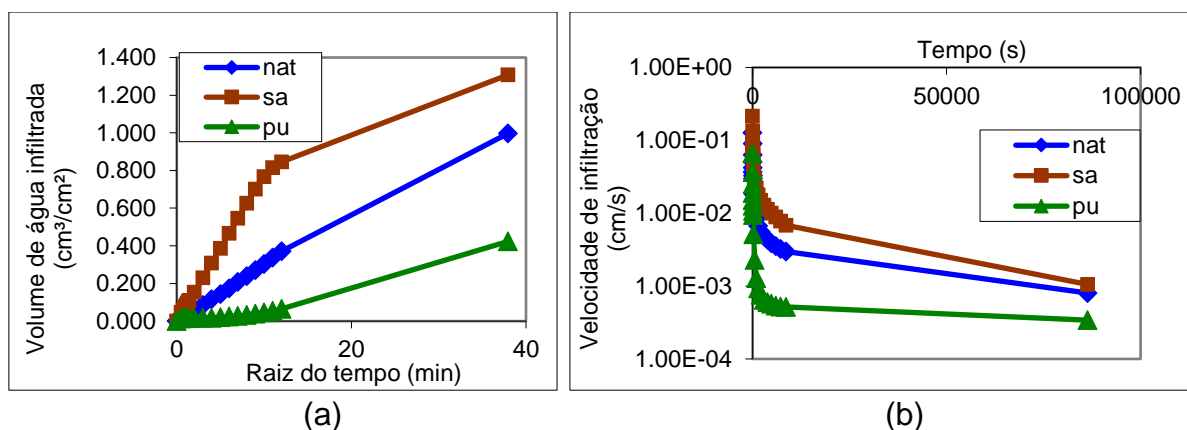 Volume de água infiltrada
(cm³/cm²)
1.400
1.200
1.000
0.800
0.600
0.400
0.200
0.000
nat
sa
pu
0
20
40
Raiz do tempo (min)
(a)
Tempo (s)
0
50000
100000
Velocidade de infiltração
(cm/s)
1.00E+00
1.00E-01
1.00E-02
1.00E-03
1.00E-04
nat
sa
pu
(b)